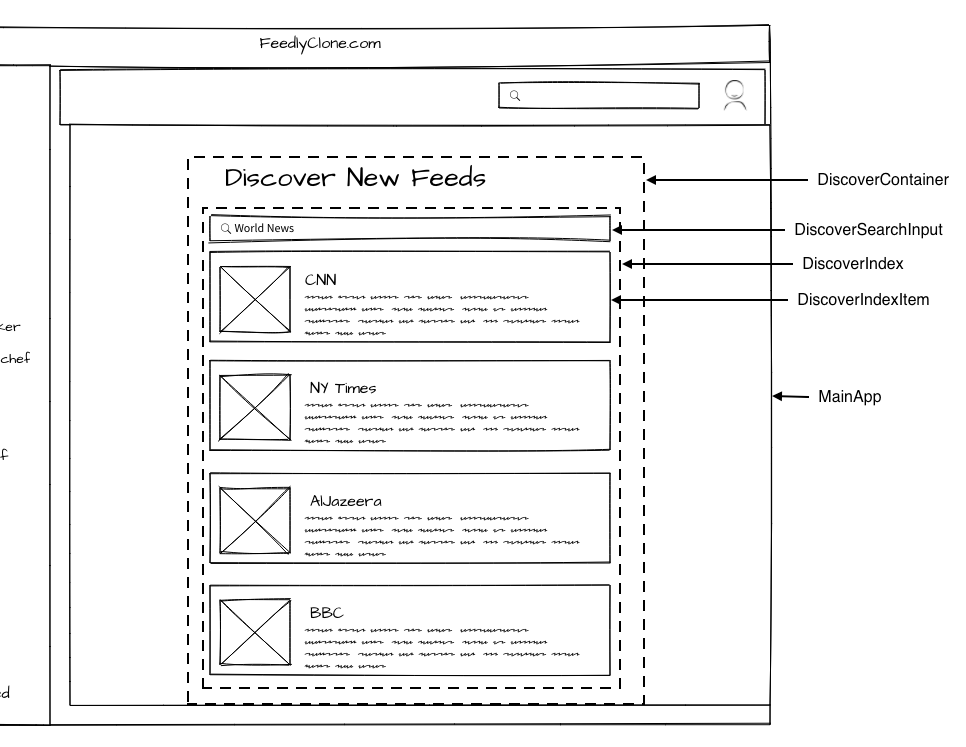 FeedlyClone.com
Discover New Feeds
DiscoverContainer
World News
DiscoverSearchInput
DiscoverIndex
CNN
DiscoverIndexItem
ker
chef
NY Times
MainApp
f
AlJazeera
BBC
ed